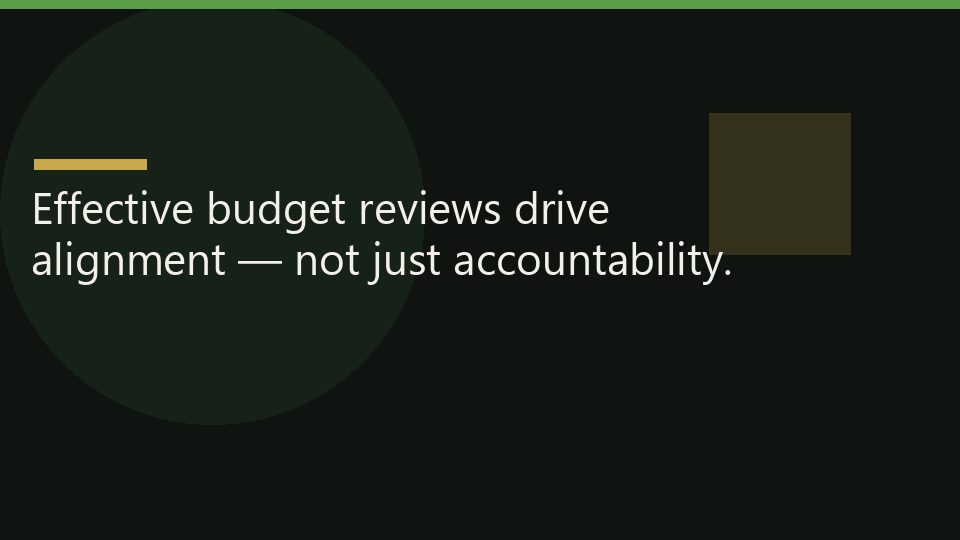 Effective budget reviews drive
alignment — not just accountability.